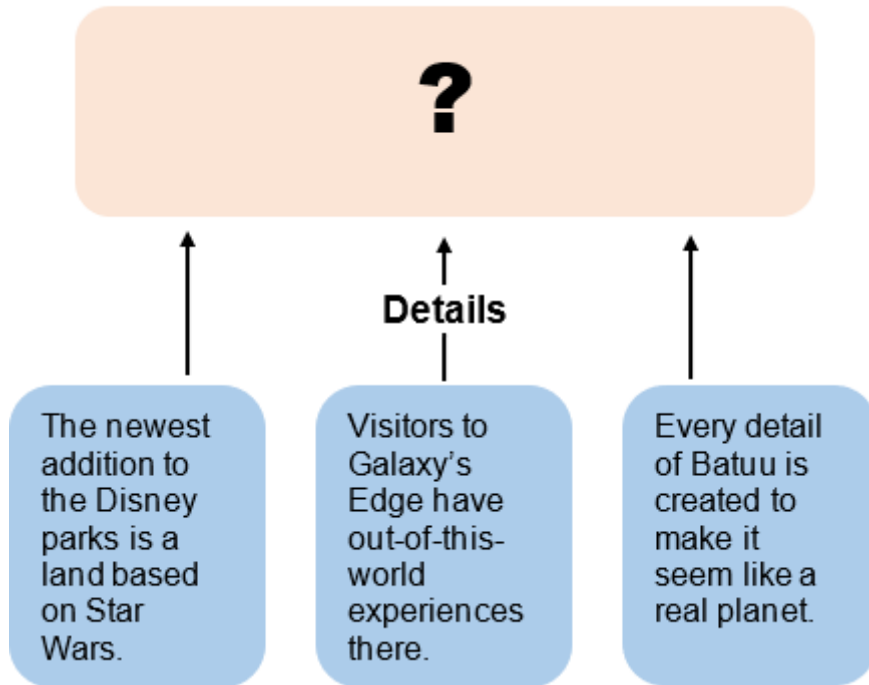 ?
Details
The newest
addition to
the Disney
parks is a
land based
on Star
Wars.
Visitors to
Galaxy’s
Edge have
out-of-this-
world
experiences
there.
Every detail
of Batuu is
created to
make it
seem like a
real planet.